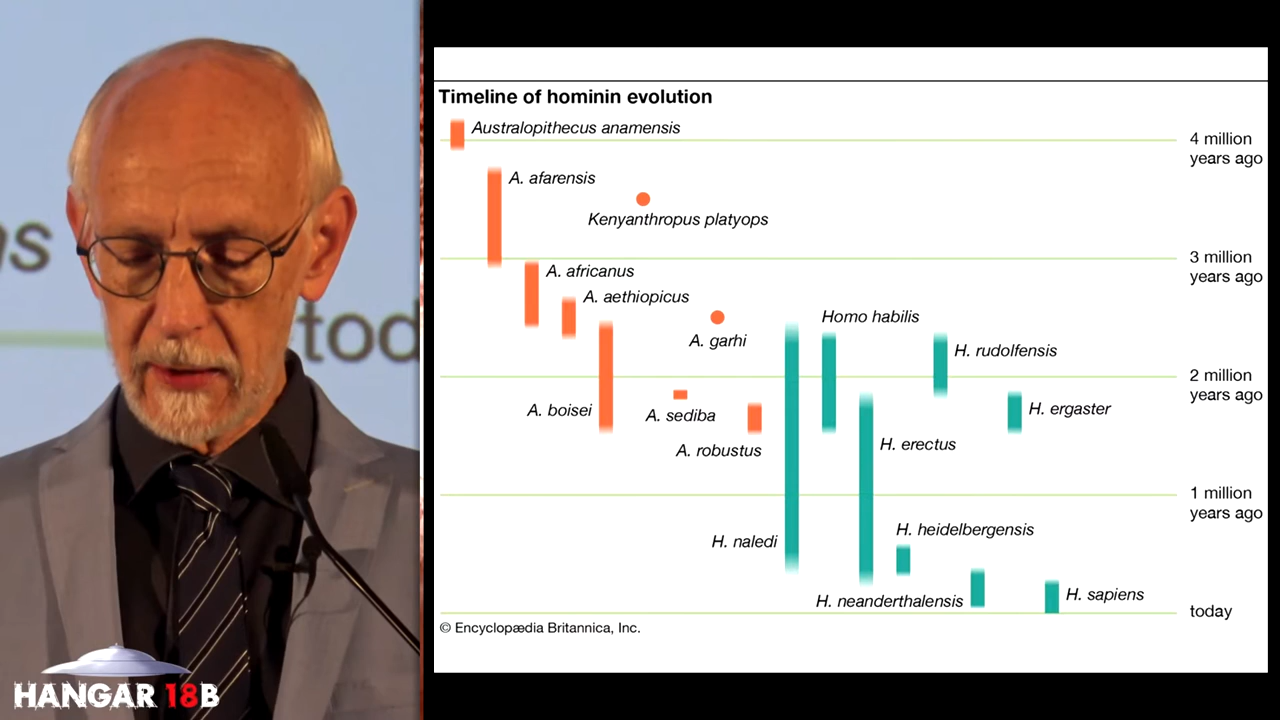 ns
tod
HANGAR 18B
Timeline of hominin evolution
Australopithecus anamensis
4 million
years ago
A. afarensis
Kenyanthropus platyops
3 million
years ago
A. africanus
A. aethiopicus
Homo habilis
A. garhi
H. rudolfensis
2 million
years ago
A. boisei
A. sediba
H. ergaster
A. robustus
H. erectus
1 million
years ago
H. naledi
H. heidelbergensis
H. neanderthalensis
H. sapiens
today
© Encyclopædia Britannica, Inc.